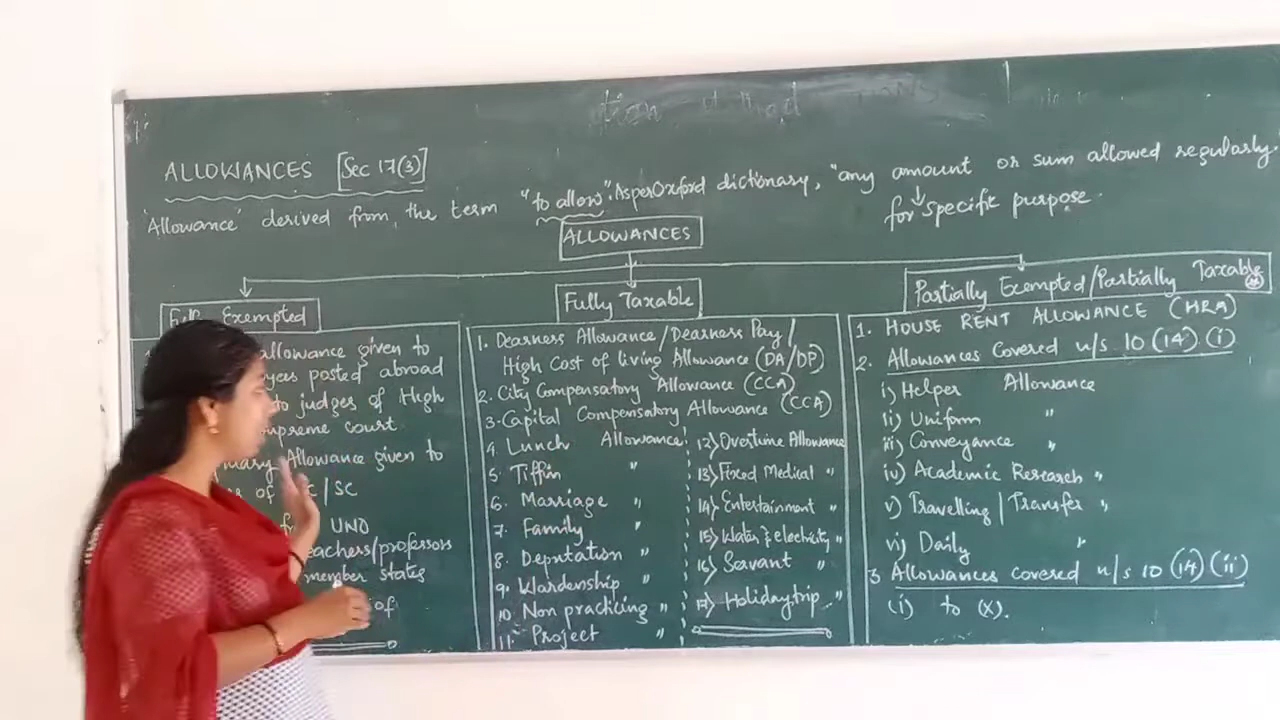 ALLOWANCES [Sec 17(3)]
'Allowance' derived from the term "to allow". AsperOxford dictionary, "any amount or sum allowed regularly.
for specific purpose.
ALLOWANCES
Fully Exempted
allowance given to
posted abroad
to judges of High
supreme court.
Allowance given to
of / SC
UNO
teachers/professors
member states
of
Fully Taxable
1. Dearness Allowance/Dearness Pay/
High Cost of living Allowance (DA/DP)
2. City Compensatory Allowance (CCA)
3. Capital Compensatory Allowance (CCA)
4. Lunch Allowance
5. Tiffin "
6. Marriage "
7. Family "
8. Deputation "
9. Wardenship "
10. Non practicing "
11. Project "
12) Overtime Allowance
13) Fixed Medical "
14) Entertainment "
15) Water & electricity "
16) Servant "
17) Holiday trip "
Partially Exempted/Partially Taxable
1. HOUSE RENT ALLOWANCE (HRA)
2. Allowances Covered u/s 10 (14) (i)
i) Helper Allowance
ii) Uniform "
iii) Conveyance "
iv) Academic Research "
v) Travelling / Transfer "
vi) Daily "
3 Allowances covered u/s 10 (14) (ii)
(i) to (x).